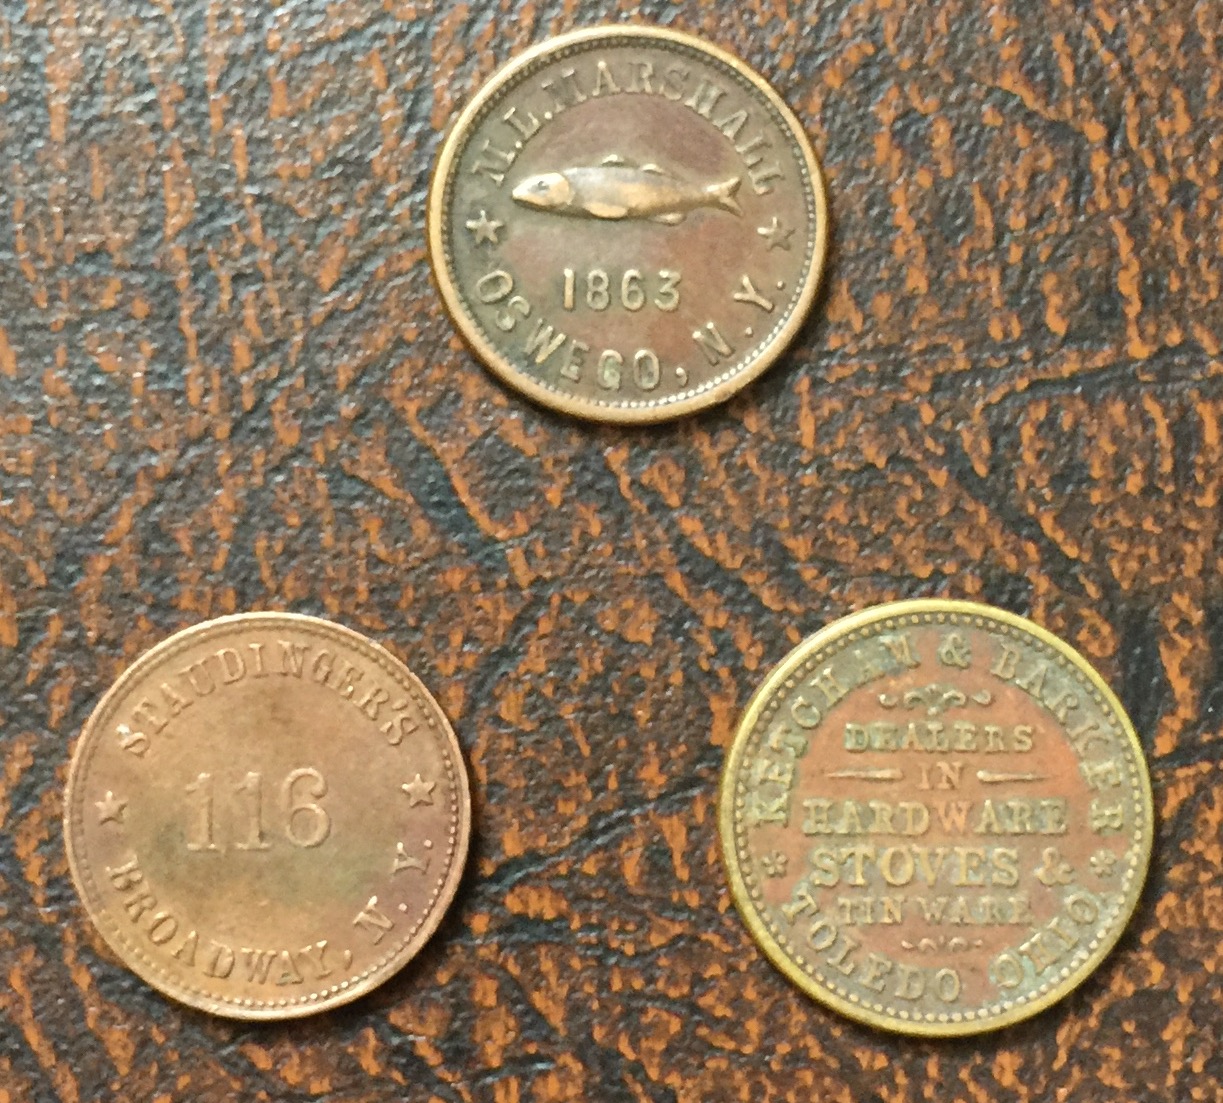 M.L.MARSHALL
1863
OSWEGO, N.Y.
STAUDINGER'S
116
BROADWAY, N.Y.
KETCHAM & BARKER
DEALERS
IN
HARDWARE
STOVES &
TIN WARE
TOLEDO OHIO